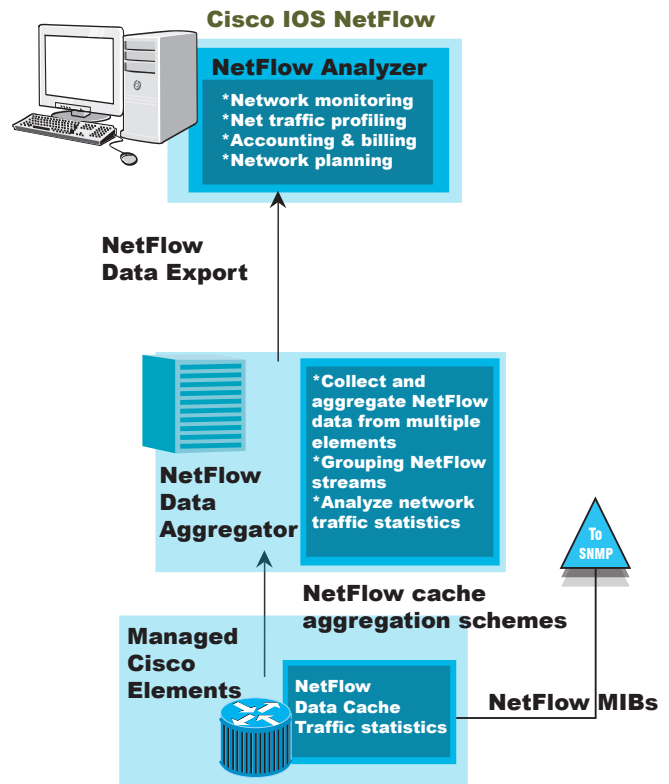 Cisco IOS NetFlow
NetFlow Analyzer
*Network monitoring
*Net traffic profiling
*Accounting & billing
*Network planning
NetFlow
Data Export
*Collect and
aggregate NetFlow
data from multiple
elements
*Grouping NetFlow
streams
*Analyze network
traffic statistics
NetFlow
Data
Aggregator
To
SNMP
NetFlow cache
aggregation schemes
Managed
Cisco
Elements
NetFlow
Data Cache
Traffic statistics
NetFlow MIBs